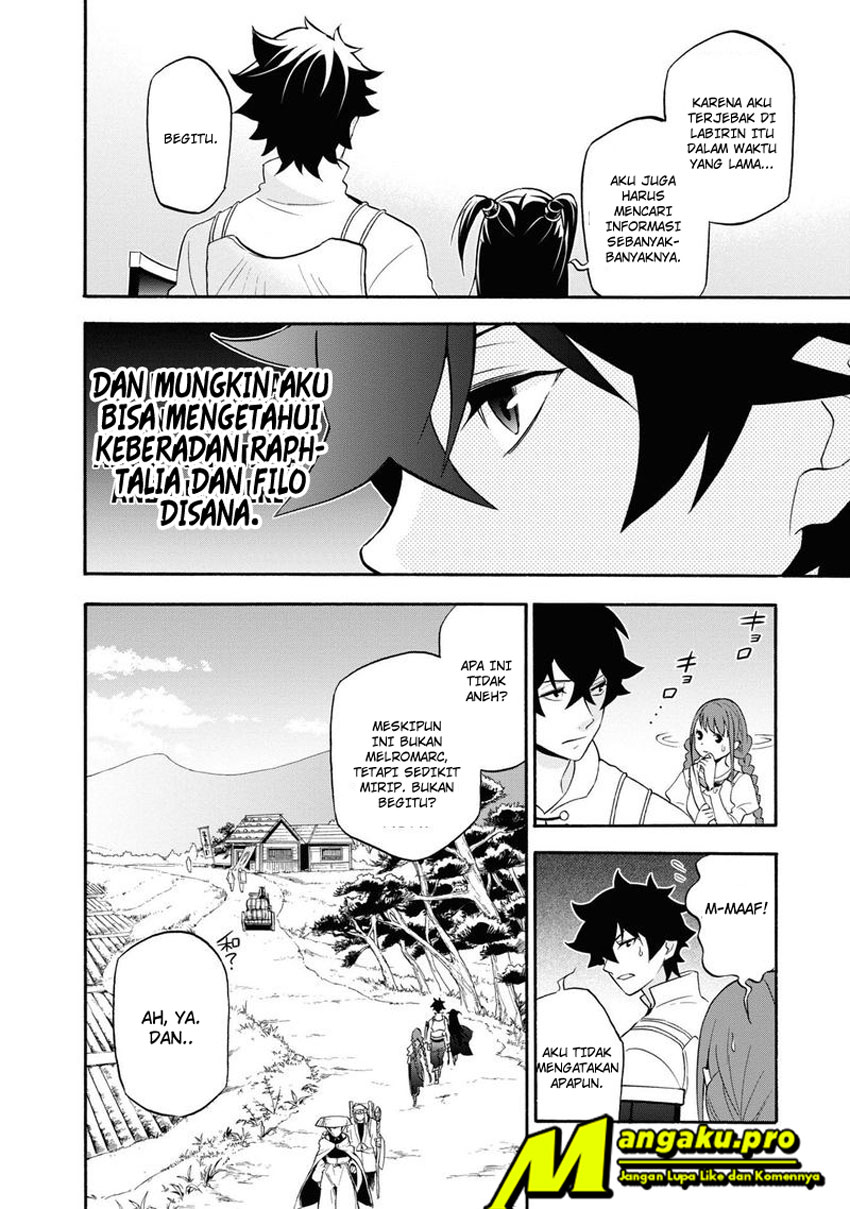 KARENA AKU
TERJEBAK DI
LABIRIN ITU
DALAM WAKTU
YANG LAMA...
AKU JUGA
HARUS
MENCARI
INFORMASI
SEBANYAK-
BANYAKNYA.
BEGITU.
DAN MUNGKIN AKU
BISA MENGETAHUI
KEBERADAN RAPH-
TALIA DAN FILO
DISANA.
キョロ
キョロ
M-MAAF!
AKU TIDAK
MENGATAKAN
APAPUN.
APA INI
TIDAK
ANEH?
MESKIPUN
INI BUKAN
MELROMARC,
TETAPI SEDIKIT
MIRIP. BUKAN
BEGITU?
和?
AH, YA.
DAN..
Mangaku.pro
Jangan Lupa Like dan Komennya